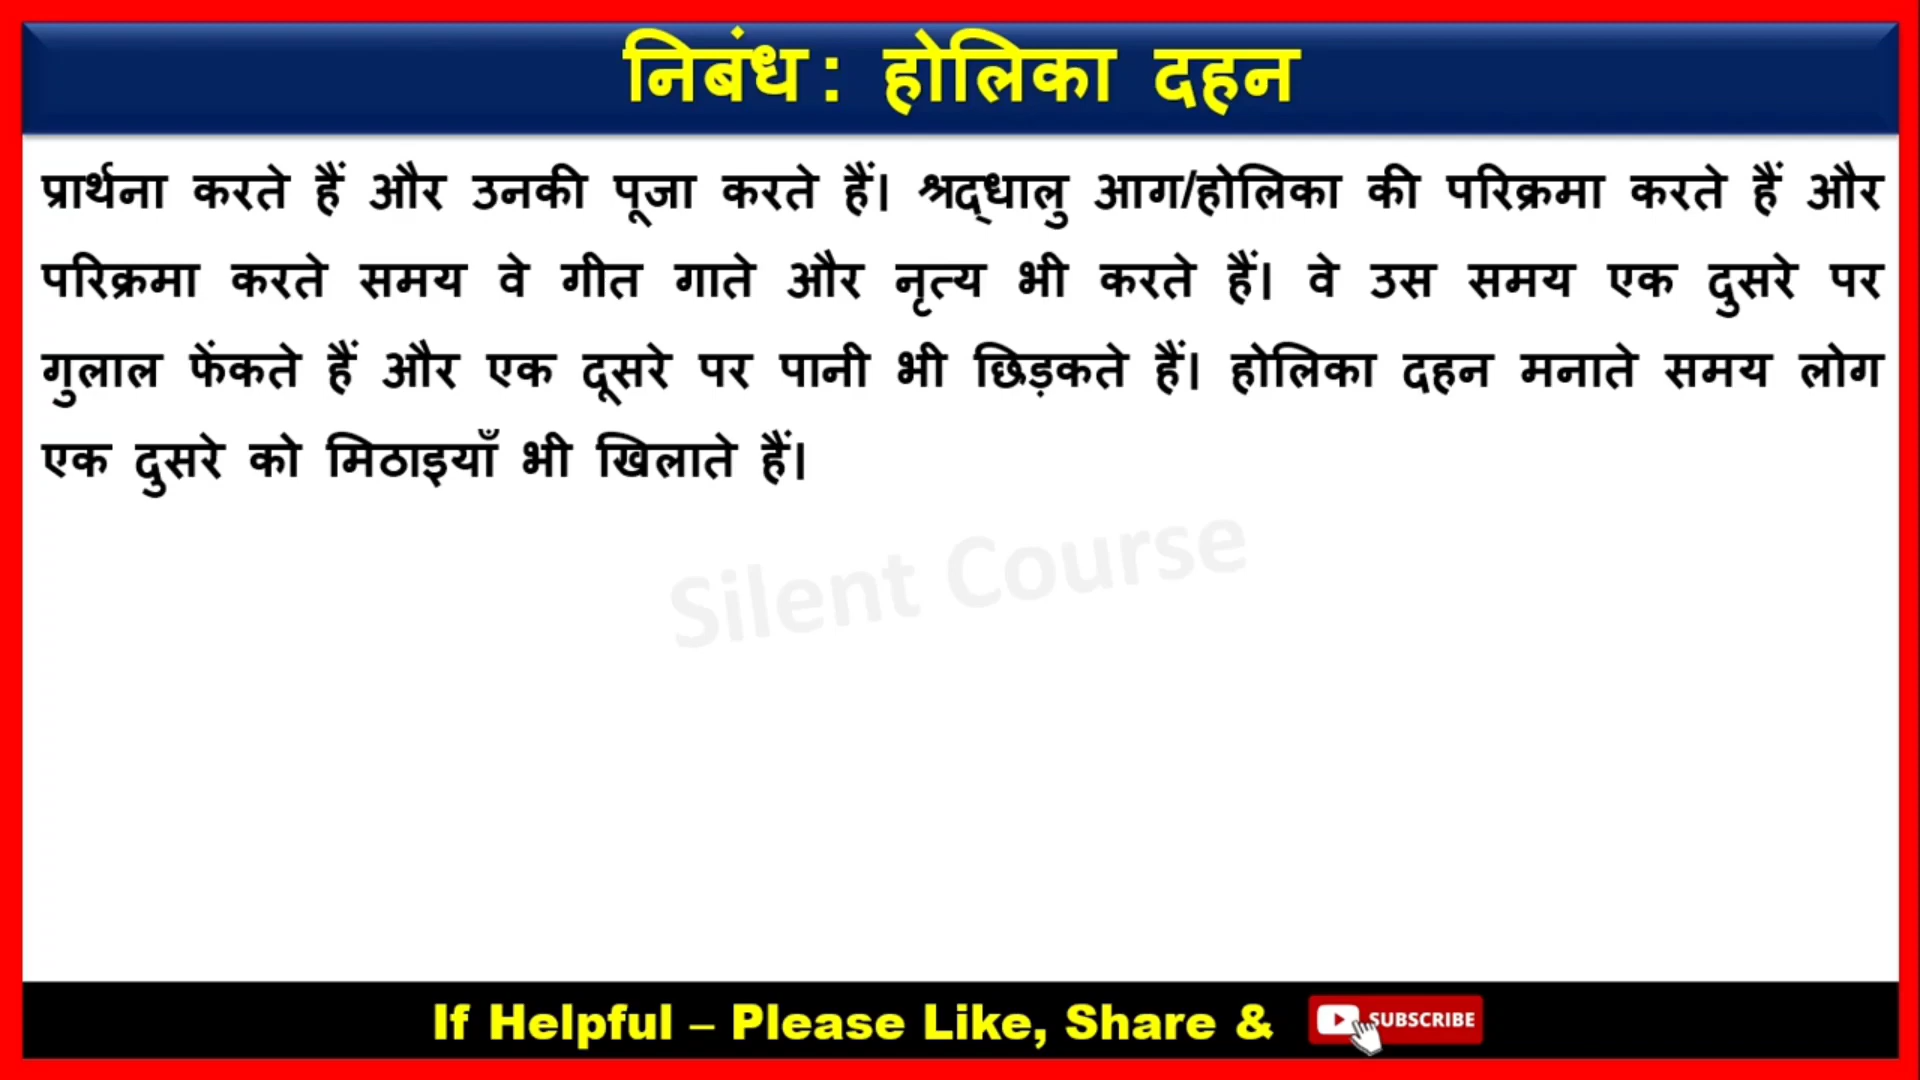 निबंध : होलिका दहन
प्रार्थना करते हैं और उनकी पूजा करते हैं। श्रद्धालु आग/होलिका की परिक्रमा करते हैं और
परिक्रमा करते समय वे गीत गाते और नृत्य भी करते हैं। वे उस समय एक दुसरे पर
गुलाल फेंकते हैं और एक दूसरे पर पानी भी छिड़कते हैं। होलिका दहन मनाते समय लोग
एक दुसरे को मिठाइयाँ भी खिलाते हैं।
Silent Course
If Helpful – Please Like, Share & SUBSCRIBE